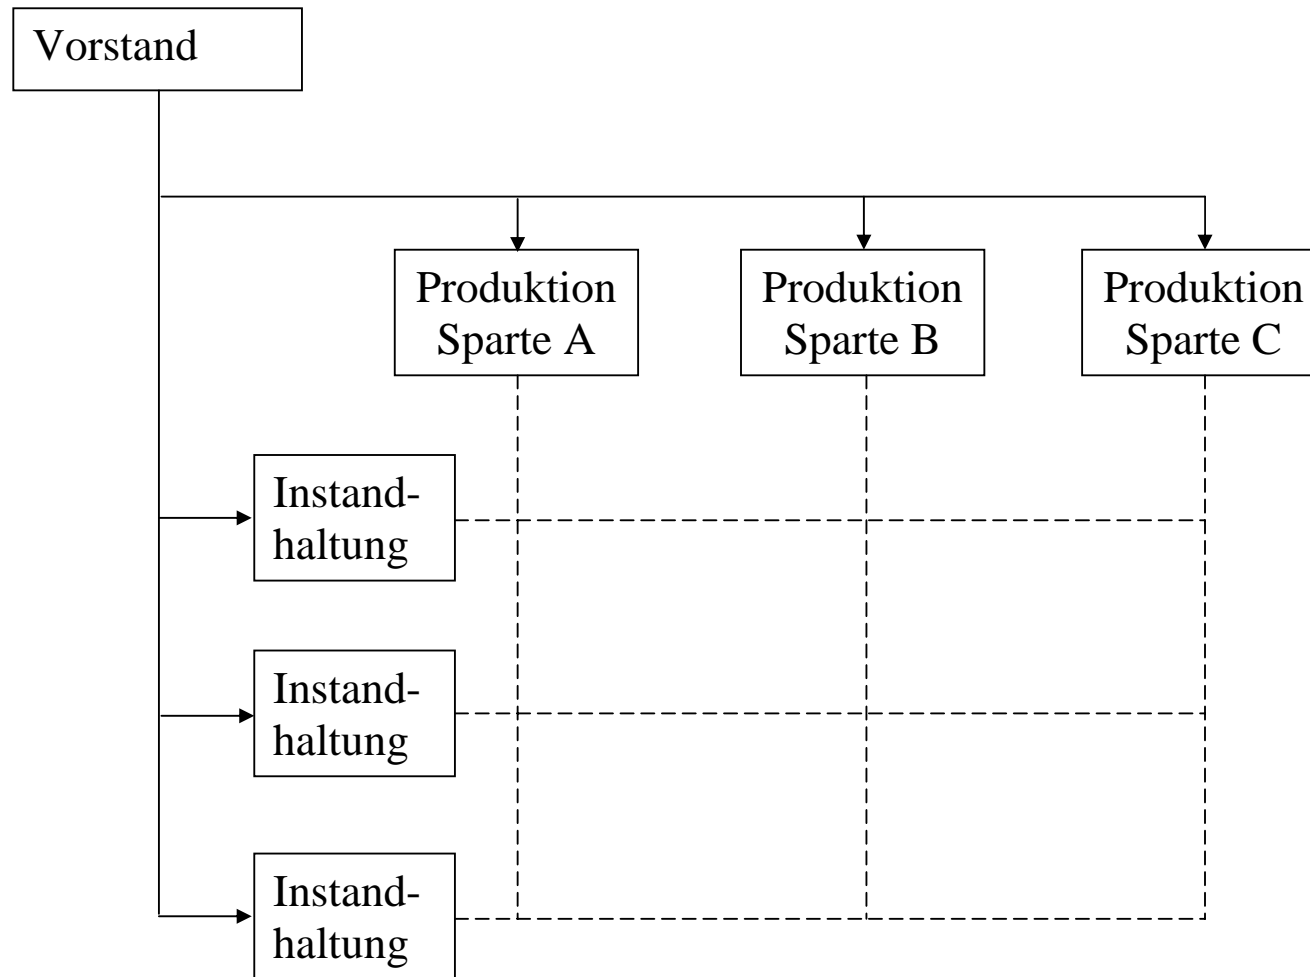 Vorstand
Produktion
Sparte A
Produktion
Sparte B
Produktion
Sparte C
Instand-
haltung
Instand-
haltung
Instand-
haltung